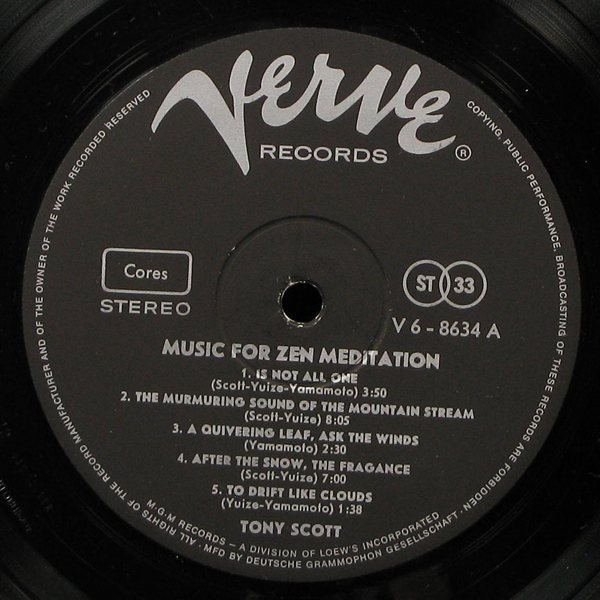 Verve
RECORDS ®
Cores
STEREO
ST 33
V 6 – 8634 A
MUSIC FOR ZEN MEDITATION
1. IS NOT ALL ONE
(Scott-Yuize-Yamamoto) 3:50
2. THE MURMURING SOUND OF THE MOUNTAIN STREAM
(Scott-Yuize) 8:05
3. A QUIVERING LEAF, ASK THE WINDS
(Yamamoto) 2:30
4. AFTER THE SNOW, THE FRAGANCE
(Scott-Yuize) 7:00
5. TO DRIFT LIKE CLOUDS
(Yuize-Yamamoto) 1:38
TONY SCOTT
M·G·M RECORDS – A DIVISION OF LOEW'S INCORPORATED
ALL RIGHTS OF THE RECORD MANUFACTURER AND OF THE OWNER OF THE WORK RECORDED RESERVED
COPYING, PUBLIC PERFORMANCE, BROADCASTING OF THESE RECORDS ARE FORBIDDEN · MFD BY DEUTSCHE GRAMMOPHON GESELLSCHAFT ·